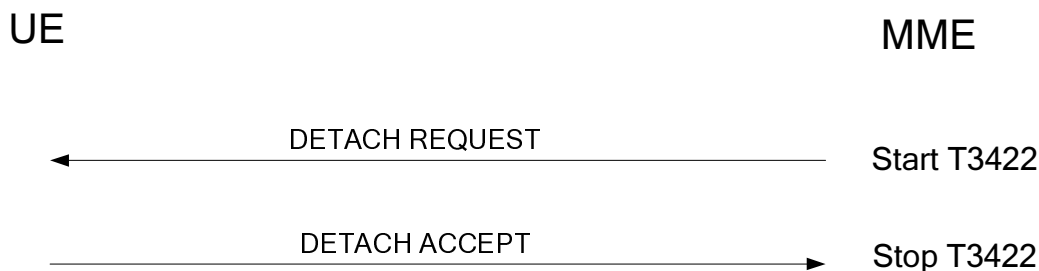 UE
MME
DETACH REQUEST
Start T3422
DETACH ACCEPT
Stop T3422